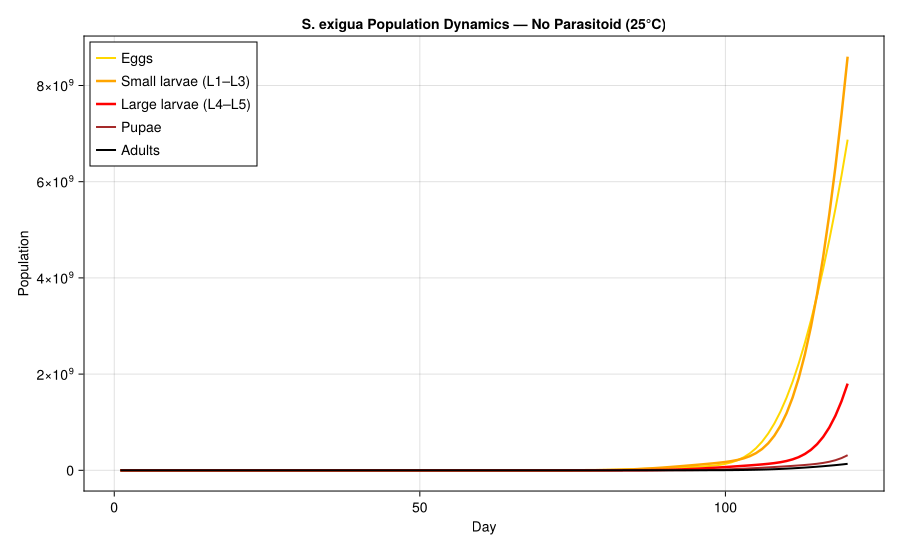 S. exigua Population Dynamics — No Parasitoid (25°C)
Eggs
Small larvae (L1–L3)
Large larvae (L4–L5)
Pupae
Adults
8×10⁹
6×10⁹
4×10⁹
2×10⁹
0
Population
0 50 100
Day